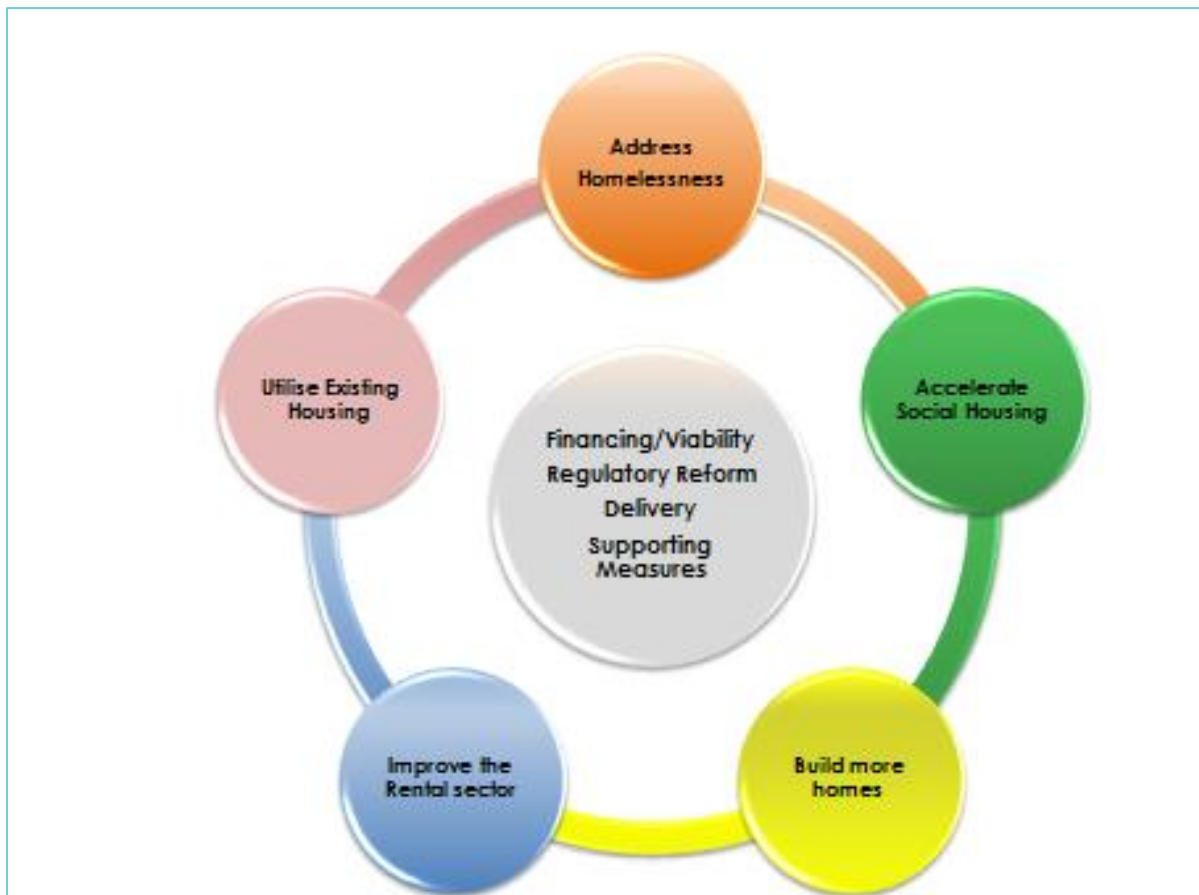 Address
Homelessness
Accelerate
Social Housing
Build more
homes
Improve the
Rental sector
Utilise Existing
Housing
Financing/Viability
Regulatory Reform
Delivery
Supporting
Measures